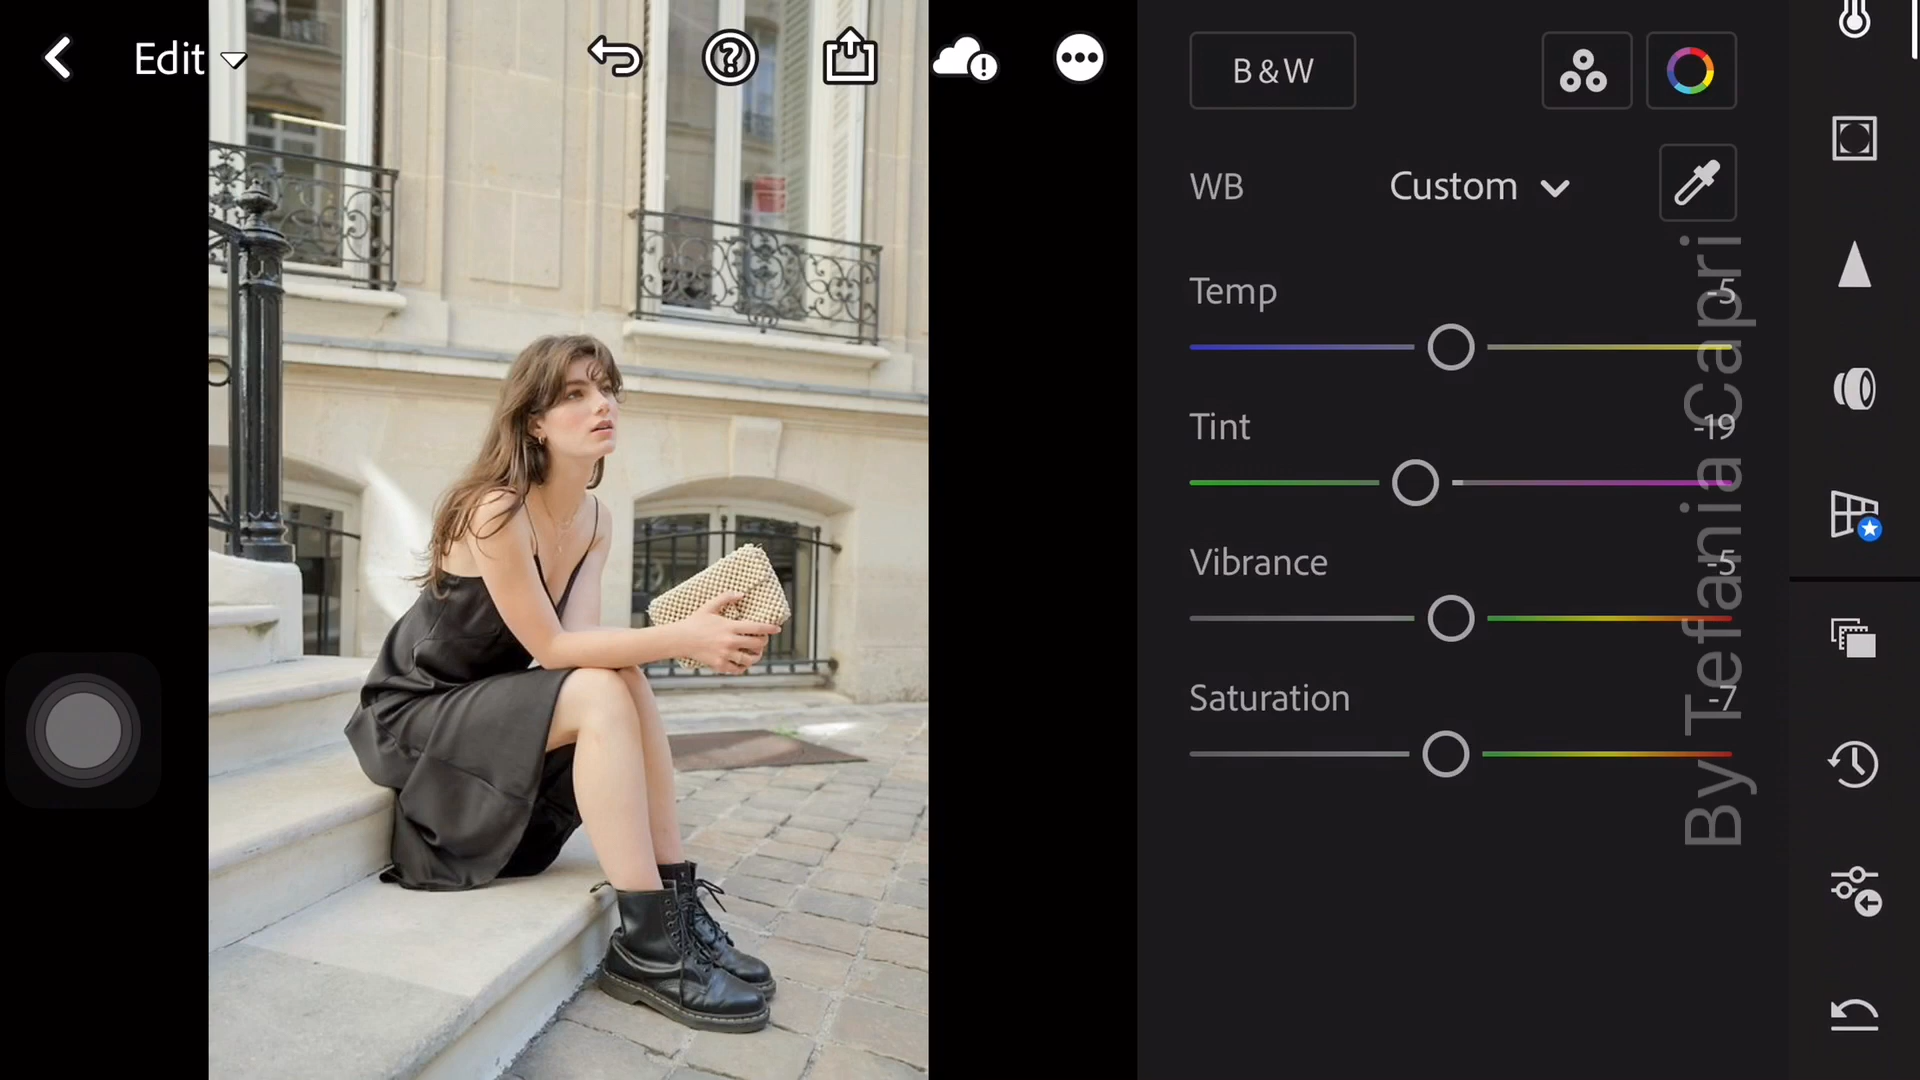 Edit
B&W
WB
Custom
Temp
-5
Tint
-19
Vibrance
-5
Saturation
-7
By Tefania Capri